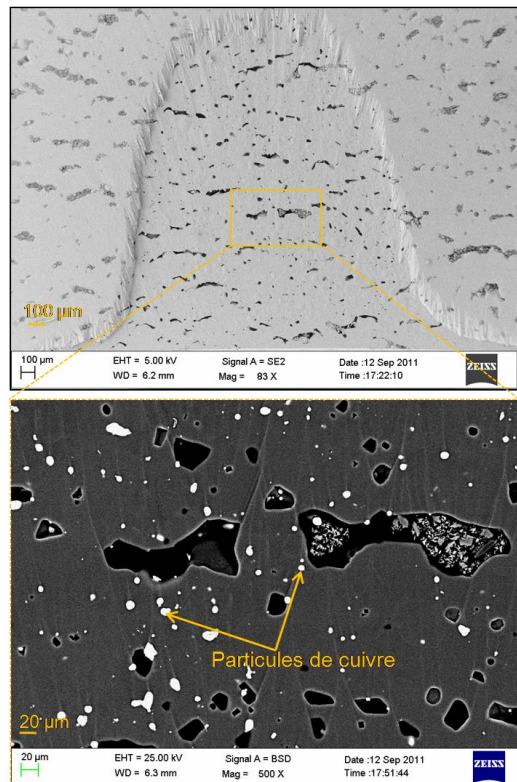 100 µm
100 µm
EHT = 5.00 kV
Signal A = SE2
Date :12 Sep 2011
WD = 6.2 mm
Mag = 83 X
Time :17:22:10
ZEISS
Particules de cuivre
20 µm
20 µm
EHT = 25.00 kV
Signal A = BSD
Date :12 Sep 2011
WD = 6.3 mm
Mag = 500 X
Time :17:51:44
ZEISS